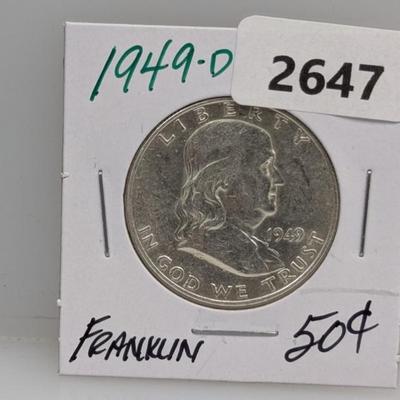 1949-D
2647
LIBERTY
1949
IN GOD WE TRUST
FRANKLIN 50¢